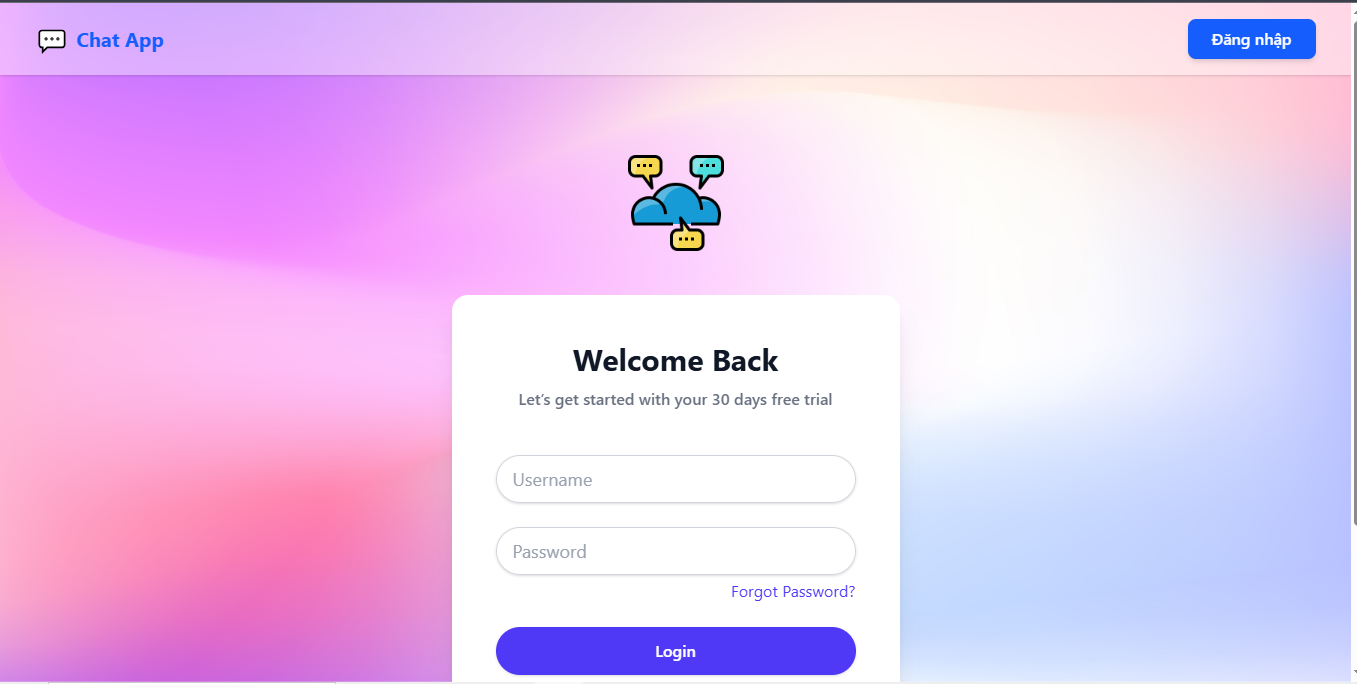 Chat App
Đăng nhập
Welcome Back
Let's get started with your 30 days free trial
Username
Password
Forgot Password?
Login